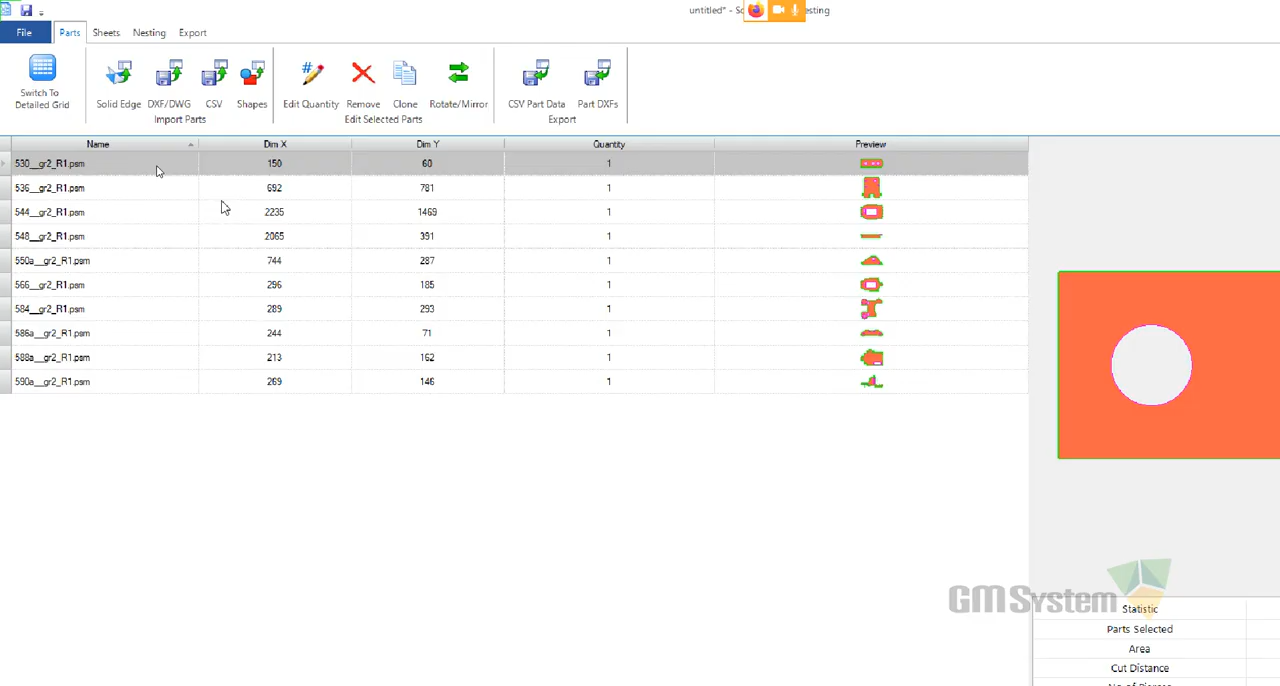 untitled* - S esting
File Parts Sheets Nesting Export
Switch To
Detailed Grid
Solid Edge DXF/DWG CSV Shapes
Import Parts
Edit Quantity Remove Clone Rotate/Mirror
Edit Selected Parts
CSV Part Data Part DXFs
Export
Name Dim X Dim Y Quantity Preview
530__gr2_R1.psm 150 60 1
536__gr2_R1.psm 692 781 1
544__gr2_R1.psm 2235 1469 1
548__gr2_R1.psm 2065 391 1
550a__gr2_R1.psm 744 287 1
566__gr2_R1.psm 296 185 1
584__gr2_R1.psm 289 293 1
586a__gr2_R1.psm 244 71 1
588a__gr2_R1.psm 213 162 1
590a__gr2_R1.psm 269 146 1
GM System
Statistic
Parts Selected
Area
Cut Distance